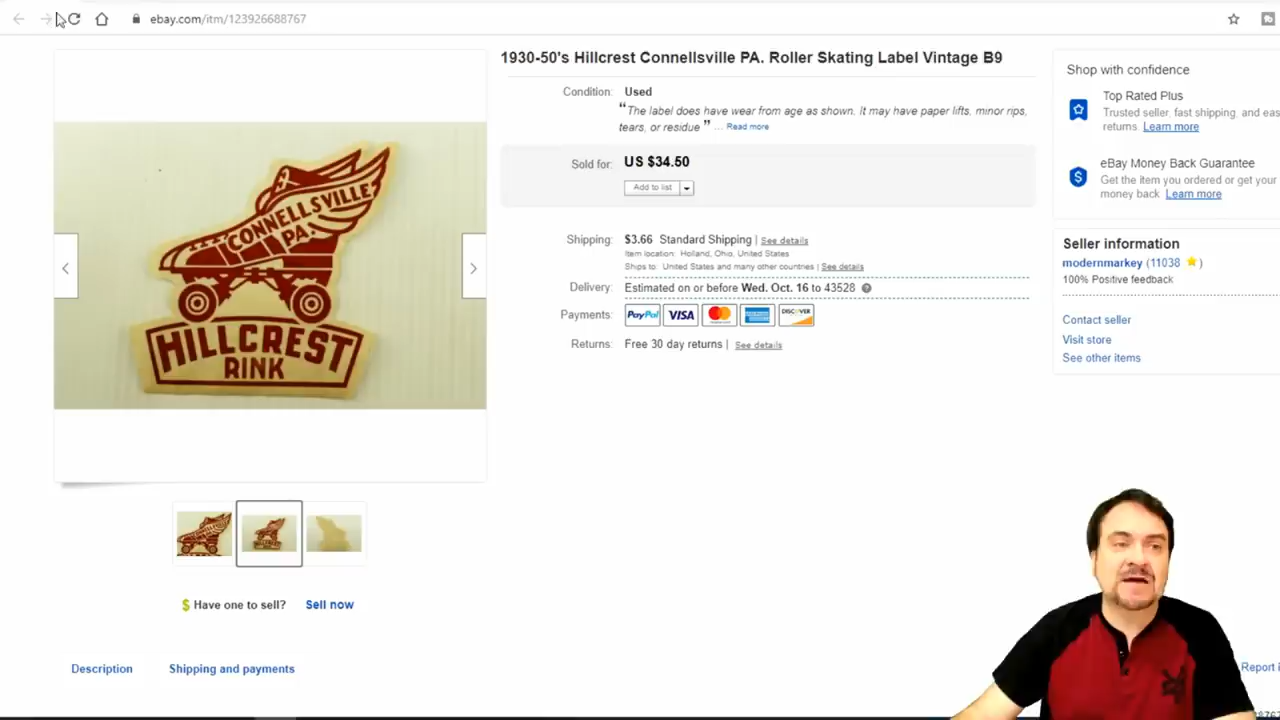 ebay.com/itm/123926688767
1930-50's Hillcrest Connellsville PA. Roller Skating Label Vintage B9
Condition: Used
“The label does have wear from age as shown. It may have paper lifts, minor rips,
tears, or residue ” ... Read more
Sold for: US $34.50
Add to list
Shipping: $3.66 Standard Shipping | See details
Item location: Holland, Ohio, United States
Ships to: United States and many other countries | See details
Delivery: Estimated on or before Wed. Oct. 16 to 43528
Payments: PayPal VISA MasterCard AMERICAN EXPRESS DISCOVER
Returns: Free 30 day returns | See details
CONNELLSVILLE
PA.
HILLCREST
RINK
$ Have one to sell? Sell now
Description Shipping and payments
Shop with confidence
Top Rated Plus
Trusted seller, fast shipping, and eas
returns Learn more
eBay Money Back Guarantee
Get the item you ordered or get your
money back Learn more
Seller information
modernmarkey (11038 )
100% Positive feedback
Contact seller
Visit store
See other items
Report i